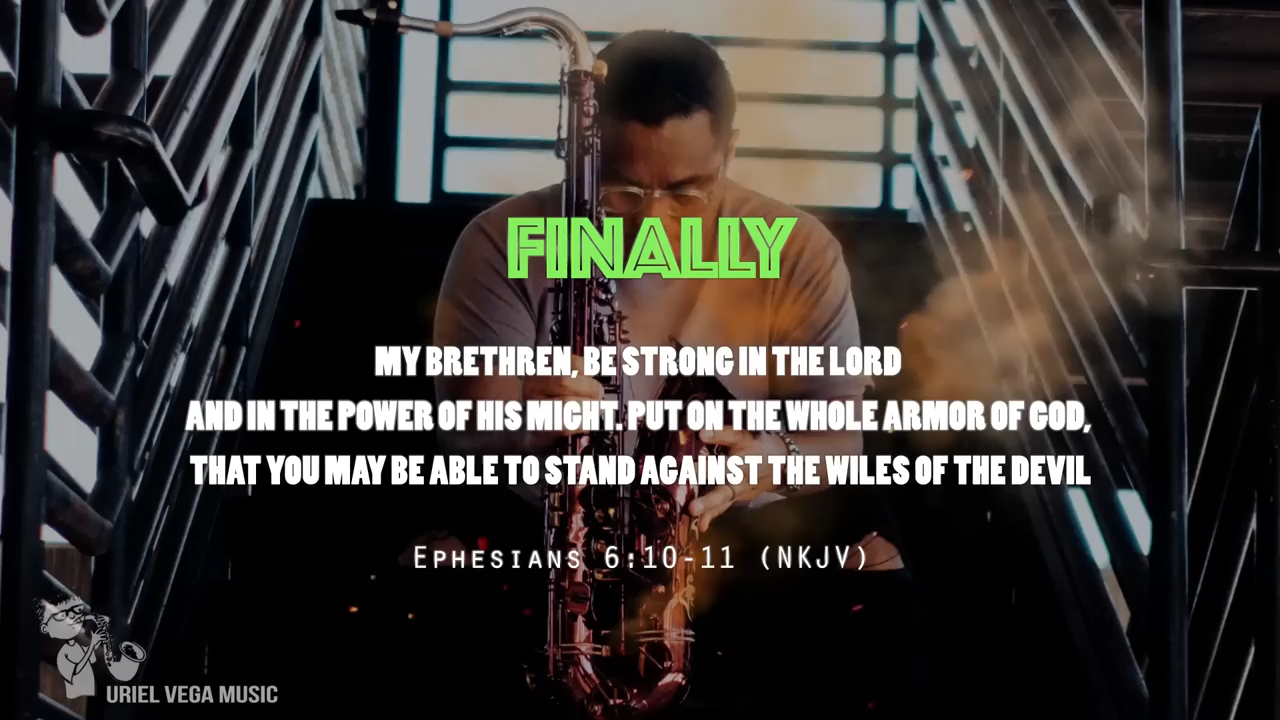 FINALLY
MY BRETHREN, BE STRONG IN THE LORD
AND IN THE POWER OF HIS MIGHT. PUT ON THE WHOLE ARMOR OF GOD,
THAT YOU MAY BE ABLE TO STAND AGAINST THE WILES OF THE DEVIL
EPHESIANS 6:10-11 (NKJV)
URIEL VEGA MUSIC